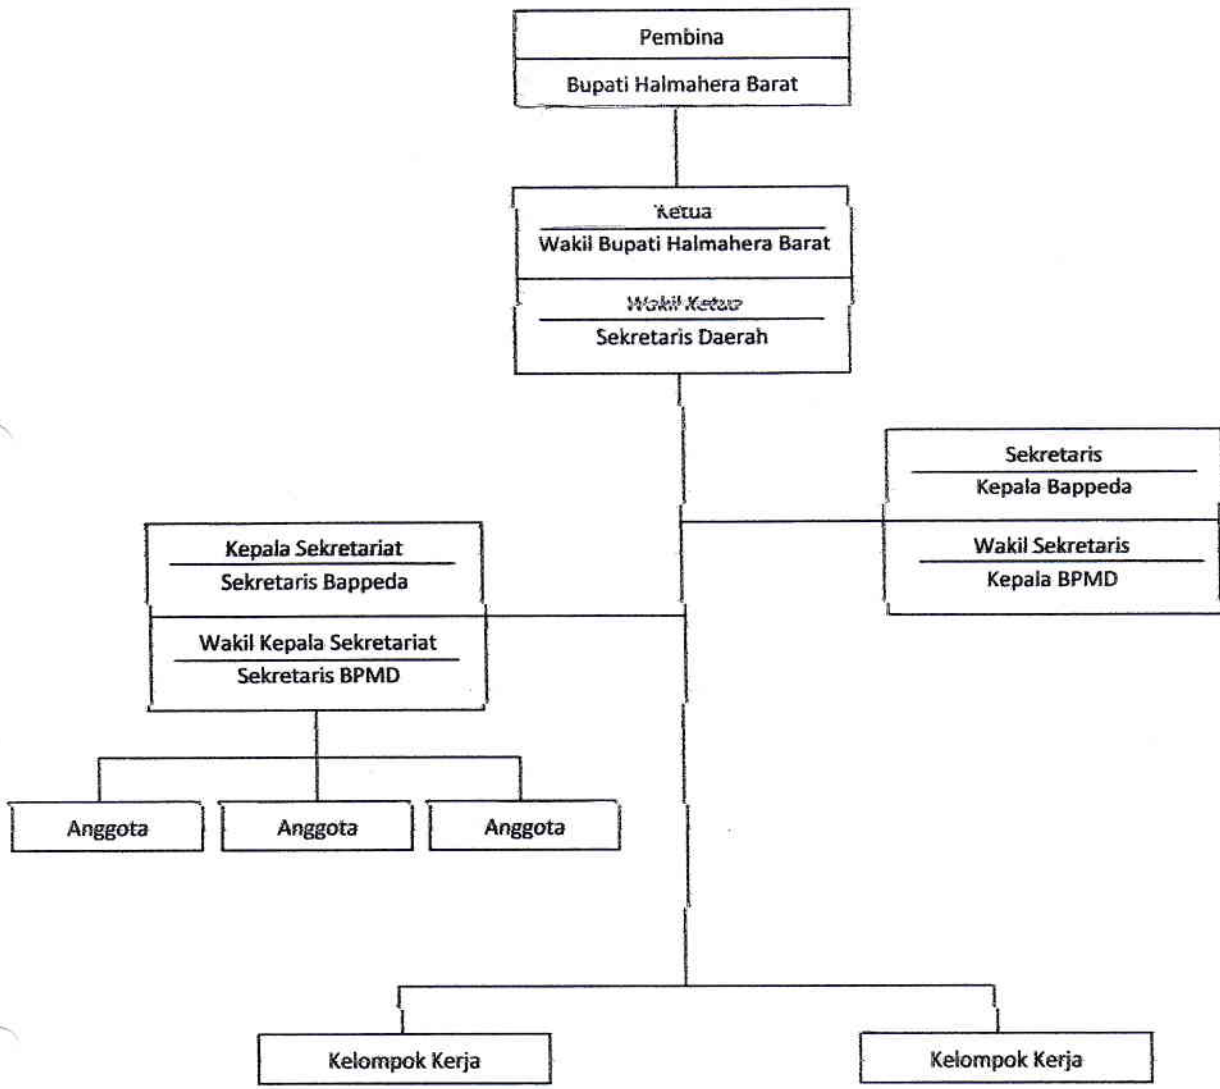 Pembina
Bupati Halmahera Barat
Ketua
Wakil Bupati Halmahera Barat
Wakil Ketua
Sekretaris Daerah
Sekretaris
Kepala Bappeda
Wakil Sekretaris
Kepala BPMD
Kepala Sekretariat
Sekretaris Bappeda
Wakil Kepala Sekretariat
Sekretaris BPMD
Anggota
Anggota
Anggota
Kelompok Kerja
Kelompok Kerja